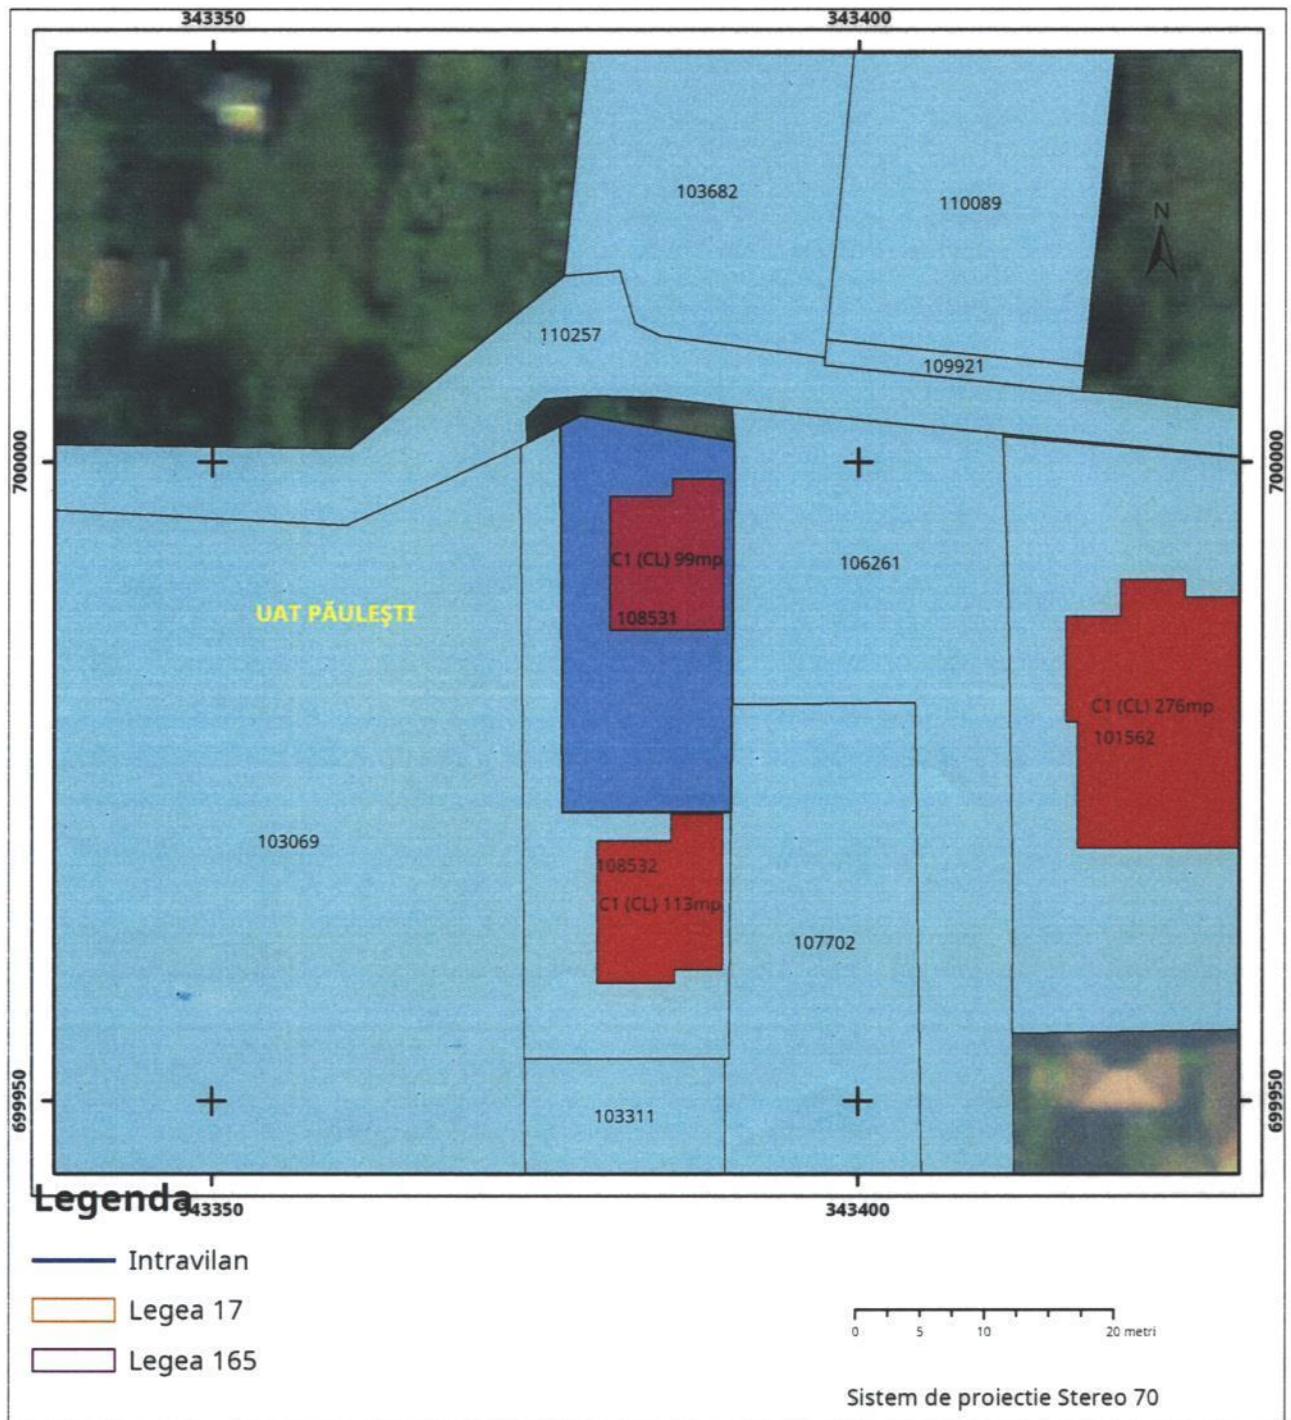 343350
343400
103682
110089
N
110257
109921
700000
700000
C1 (CL) 99mp
106261
UAT PĂULEŞTI
108531
C1 (CL) 276mp
101562
103069
108532
C1 (CL) 113mp
107702
699950
699950
103311
Legenda
343350
343400
Intravilan
Legea 17
0 5 10 20 metri
Legea 165
Sistem de proiectie Stereo 70